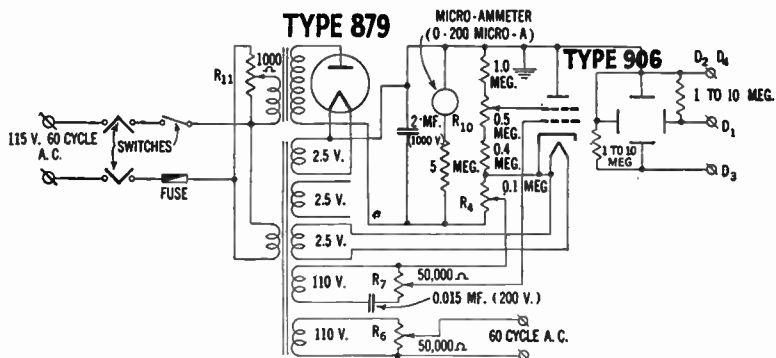 TYPE 879
MICRO-AMMETER
(0-200 MICRO-A)
TYPE 906
1000
Ω
R11
1.0
MEG.
D2 D4
1 TO 10 MEG.
115 V. 60 CYCLE
A.C.
SWITCHES
FUSE
2 MF.
(1000 V.)
R10
0.5
MEG.
D1
5
MEG.
0.4
MEG.
1 TO 10
MEG
2.5 V.
0.1 MEG.
D3
2.5 V.
R4
2.5 V.
110 V.
R7
50,000 Ω
0.015 MF. (200 V.)
110 V.
R6
50,000 Ω
60 CYCLE A.C.